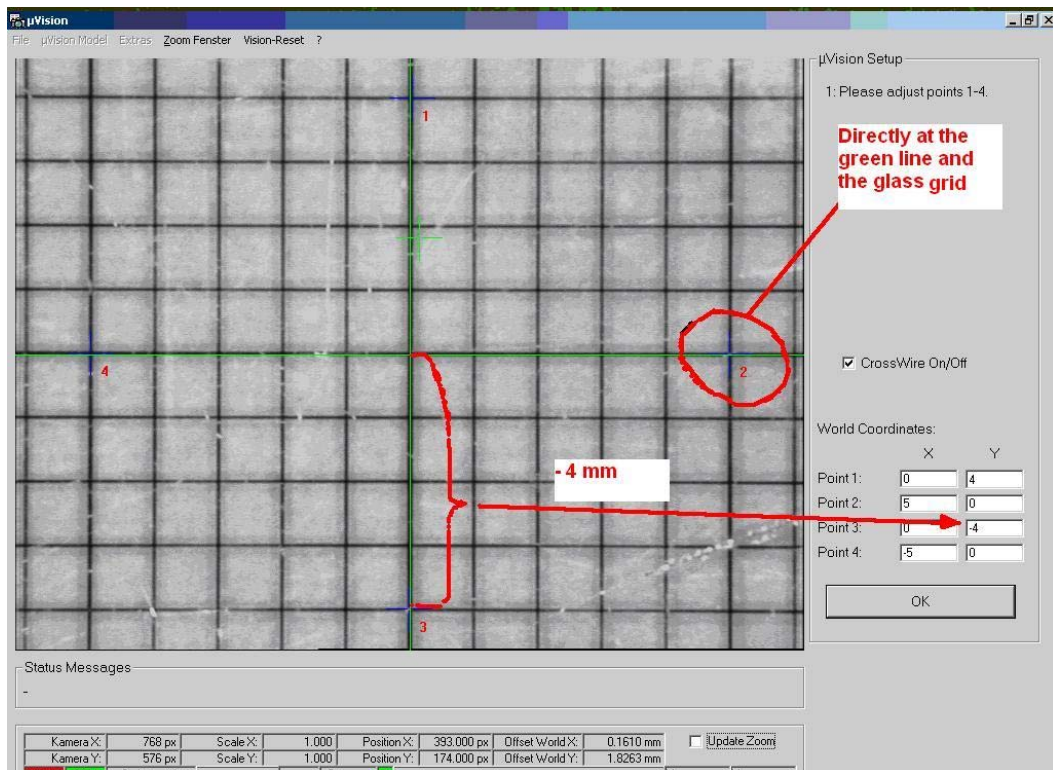 µVision
File µVision Model Extras Zoom Fenster Vision-Reset ?
µVision Setup
1: Please adjust points 1-4.
Directly at the
green line and
the glass grid
1
4
2
CrossWire On/Off
World Coordinates:
X Y
- 4 mm
Point 1: 0 4
Point 2: 5 0
Point 3: 0 -4
Point 4: -5 0
OK
3
Status Messages
-
Kamera X: 768 px Scale X: 1.000 Position X: 393.000 px Offset World X: 0.1610 mm Update Zoom
Kamera Y: 576 px Scale Y: 1.000 Position Y: 174.000 px Offset World Y: 1.8263 mm